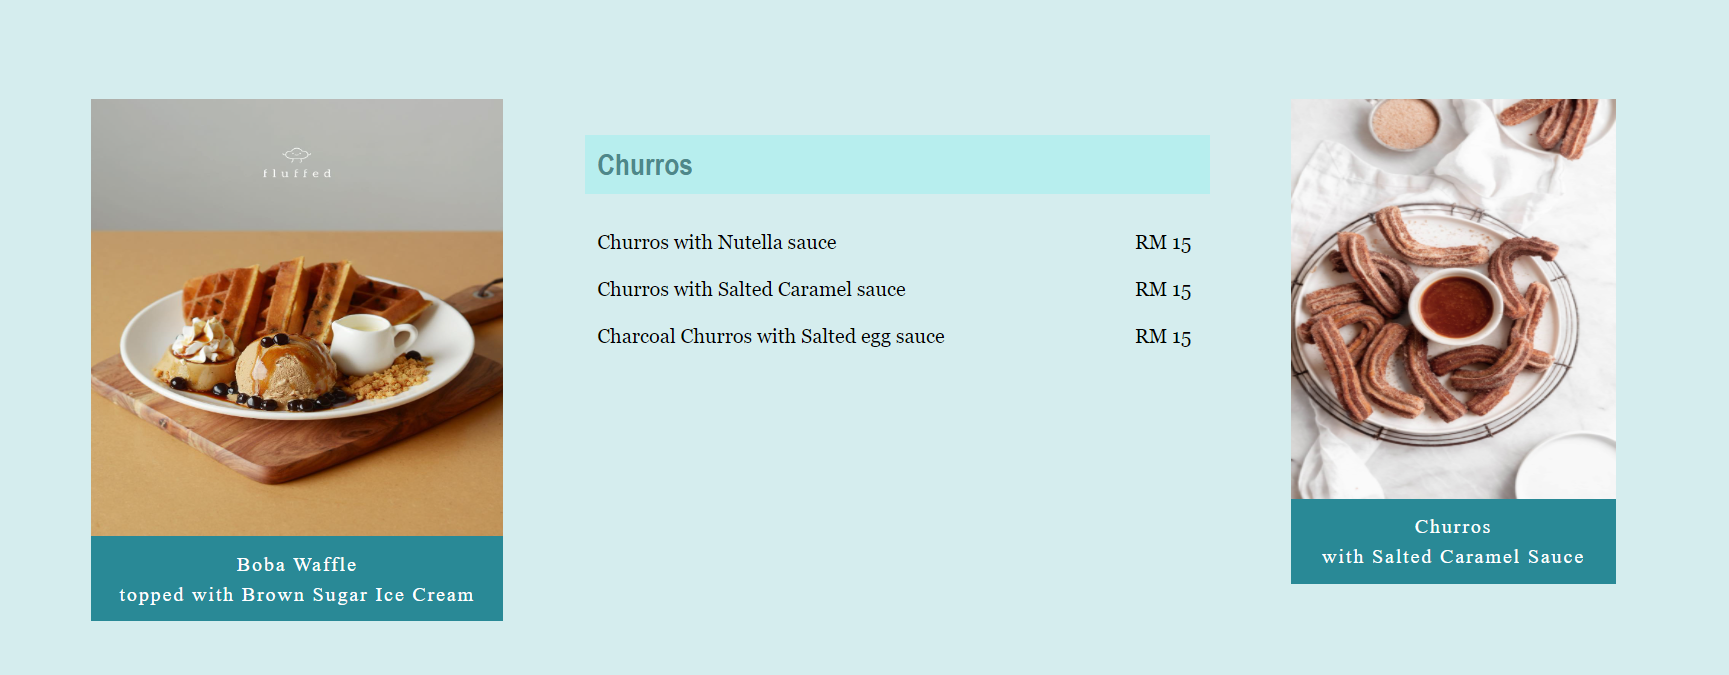 fluffed
Boba Waffle
topped with Brown Sugar Ice Cream
Churros
Churros with Nutella sauce RM 15
Churros with Salted Caramel sauce RM 15
Charcoal Churros with Salted egg sauce RM 15
Churros
with Salted Caramel Sauce